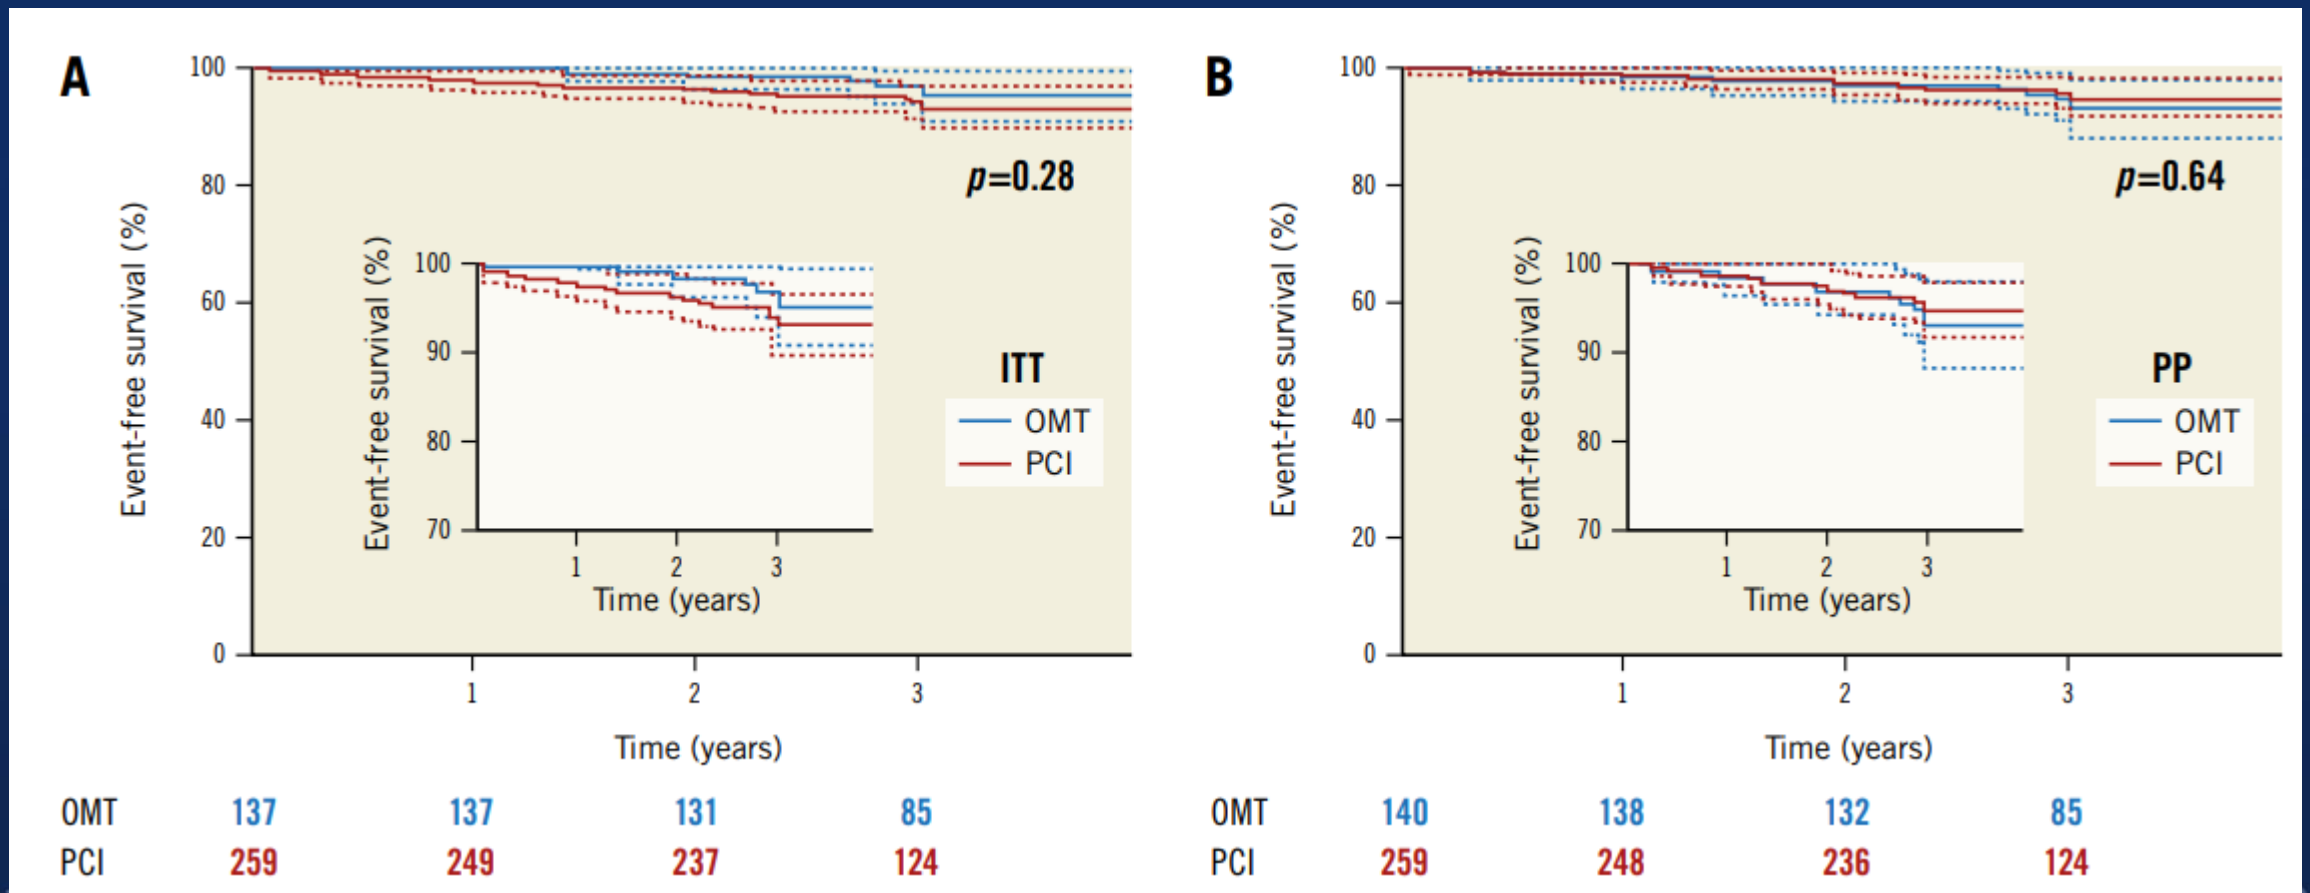 A
Event-free survival (%)
100
80
60
40
20
0
p=0.28
Event-free survival (%)
100
90
80
70
1 2 3
Time (years)
ITT
OMT
PCI
1 2 3
Time (years)
OMT 137 137 131 85
PCI 259 249 237 124
B
Event-free survival (%)
100
80
60
40
20
0
p=0.64
Event-free survival (%)
100
90
80
70
1 2 3
Time (years)
PP
OMT
PCI
1 2 3
Time (years)
OMT 140 138 132 85
PCI 259 248 236 124